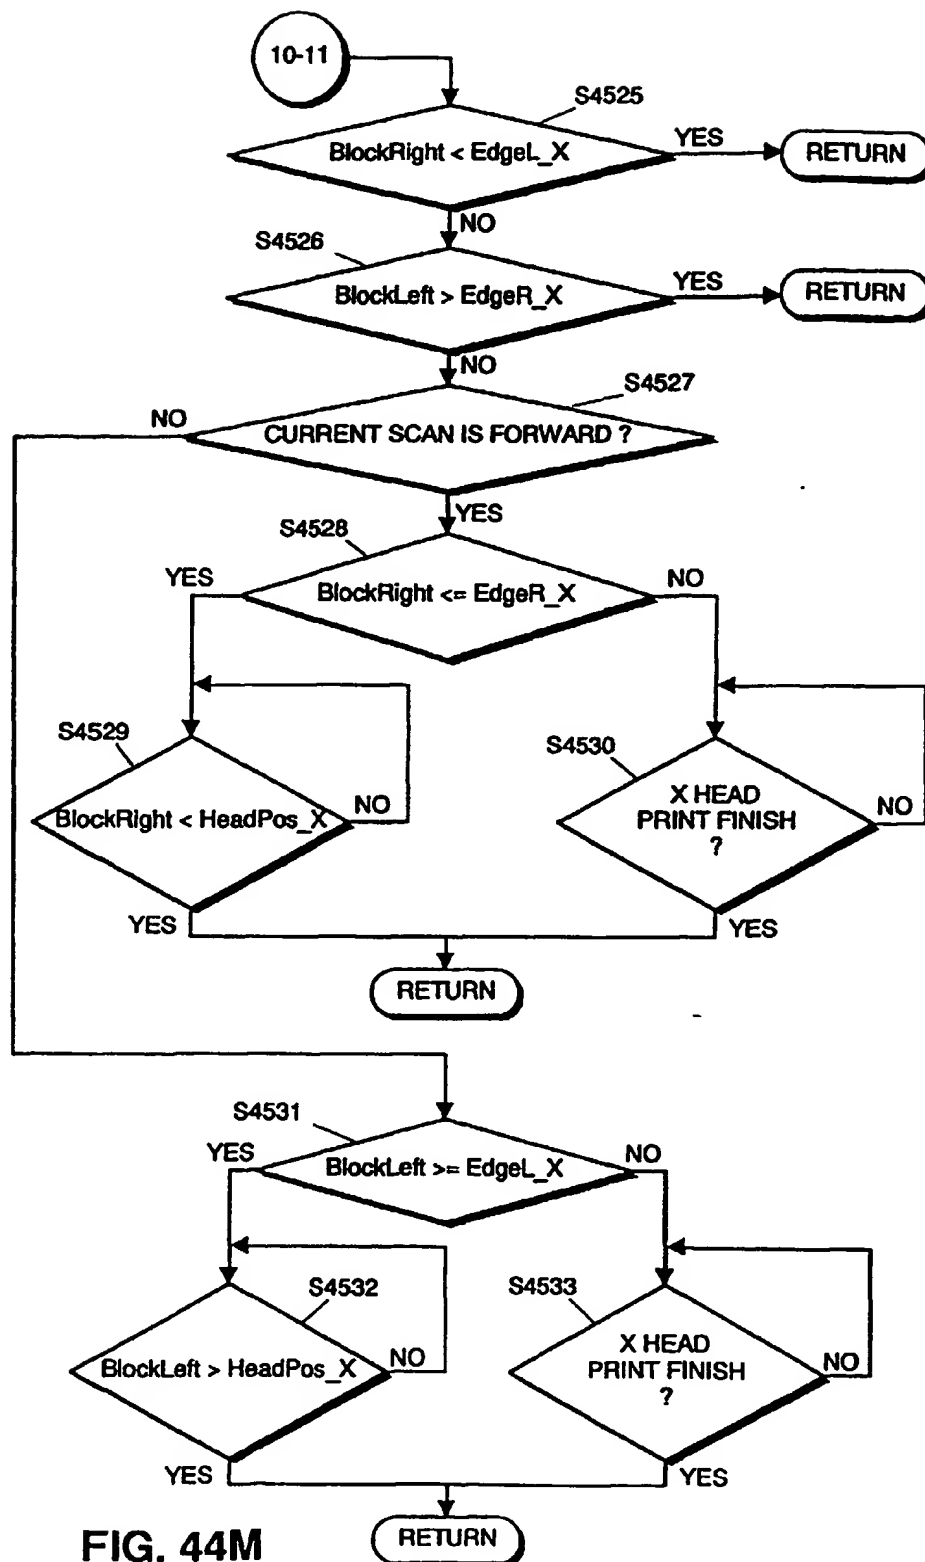 10-11
S4525
BlockRight < EdgeL_X
YES
RETURN
NO
S4526
BlockLeft > EdgeR_X
YES
RETURN
NO
S4527
NO
CURRENT SCAN IS FORWARD ?
YES
S4528
YES
BlockRight <= EdgeR_X
NO
S4529
BlockRight < HeadPos_X
NO
YES
S4530
X HEAD
PRINT FINISH
?
NO
YES
RETURN
S4531
YES
BlockLeft >= EdgeL_X
NO
S4532
BlockLeft > HeadPos_X
NO
YES
S4533
X HEAD
PRINT FINISH
?
NO
YES
RETURN
FIG. 44M